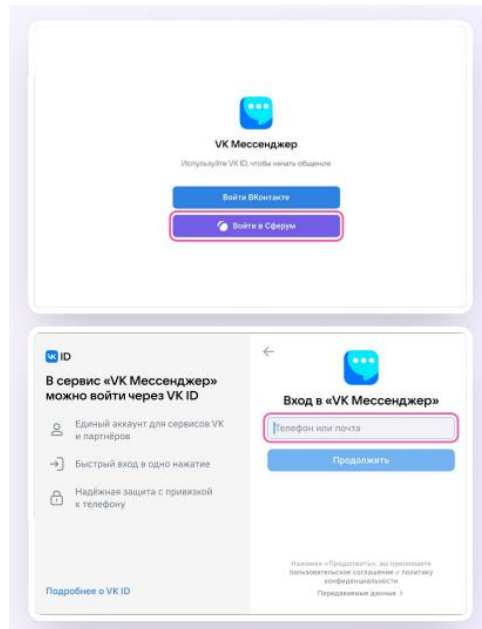 VK Мессенджер
Используйте VK ID, чтобы начать общение
Войти ВКонтакте
Войти в Сферум
VK ID
В сервис «VK Мессенджер»
можно войти через VK ID
Единый аккаунт для сервисов VK
и партнёров
Быстрый вход в одно нажатие
Надёжная защита с привязкой
к телефону
Подробнее о VK ID
Вход в «VK Мессенджер»
Телефон или почта
Продолжить
Нажимая «Продолжить», вы принимаете
пользовательское соглашение и политику
конфиденциальности
Передаваемые данные >